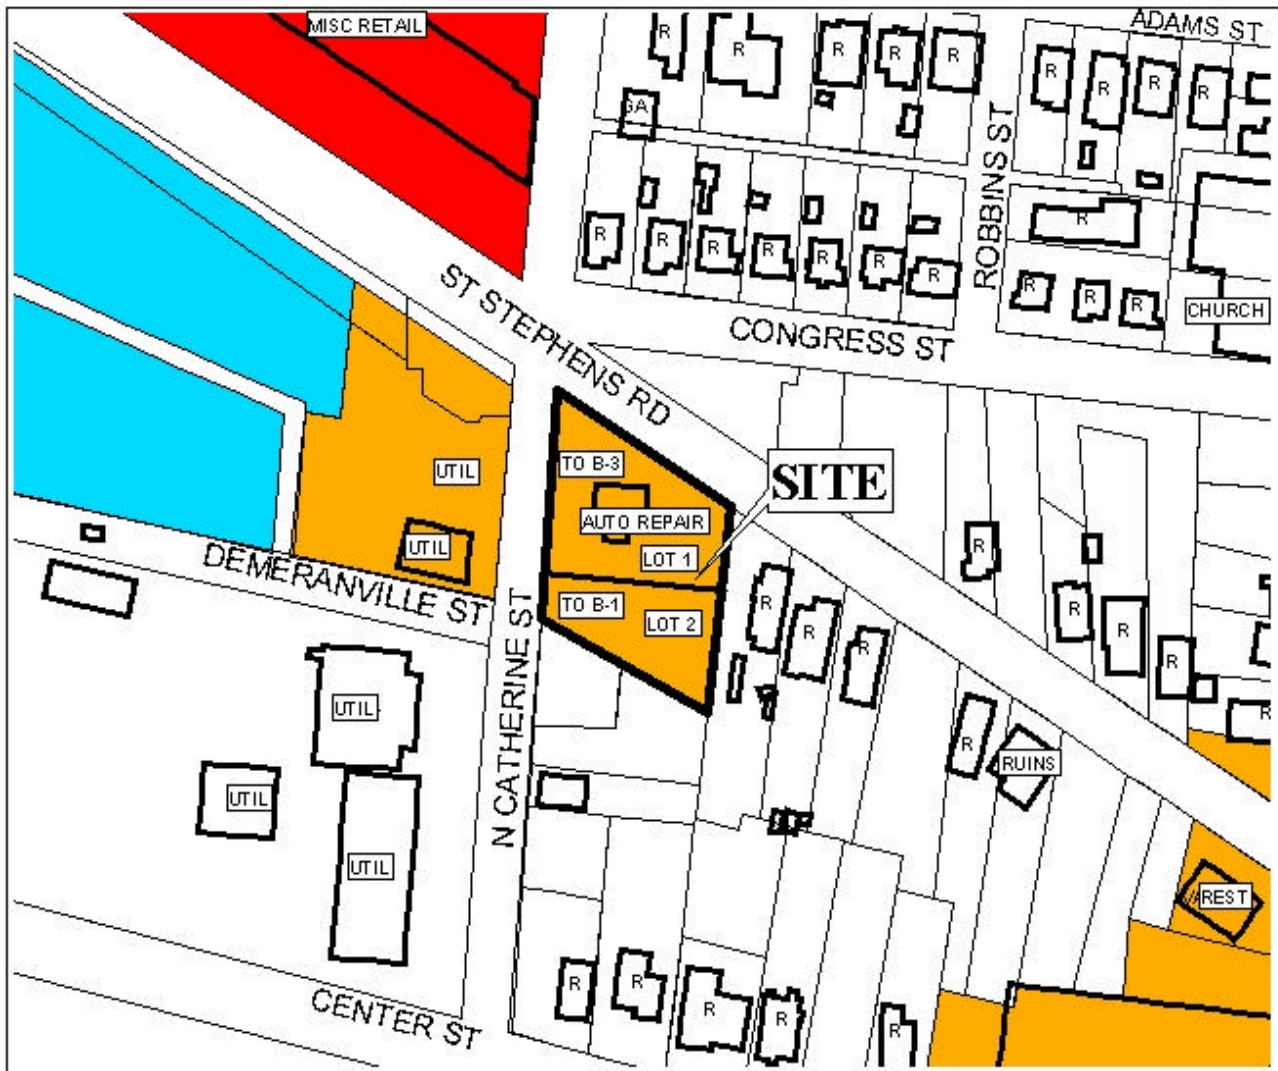 MISC RETAIL
ADAMS ST
R
R
R
R
R
R
R
R
R
GA
ROBBINS ST
R
R
R
R
R
R
R
R
R
R
R
CHURCH
ST STEPHENS RD
CONGRESS ST
UTIL
TO B-3
SITE
AUTO REPAIR
LOT 1
UTIL
DEMERANVILLE ST
TO B-1
LOT 2
N CATHERINE ST
R
R
R
R
R
R
R
R
UTIL
R
RUINS
UTIL
UTIL
REST
CENTER ST
R
R
R
R
R